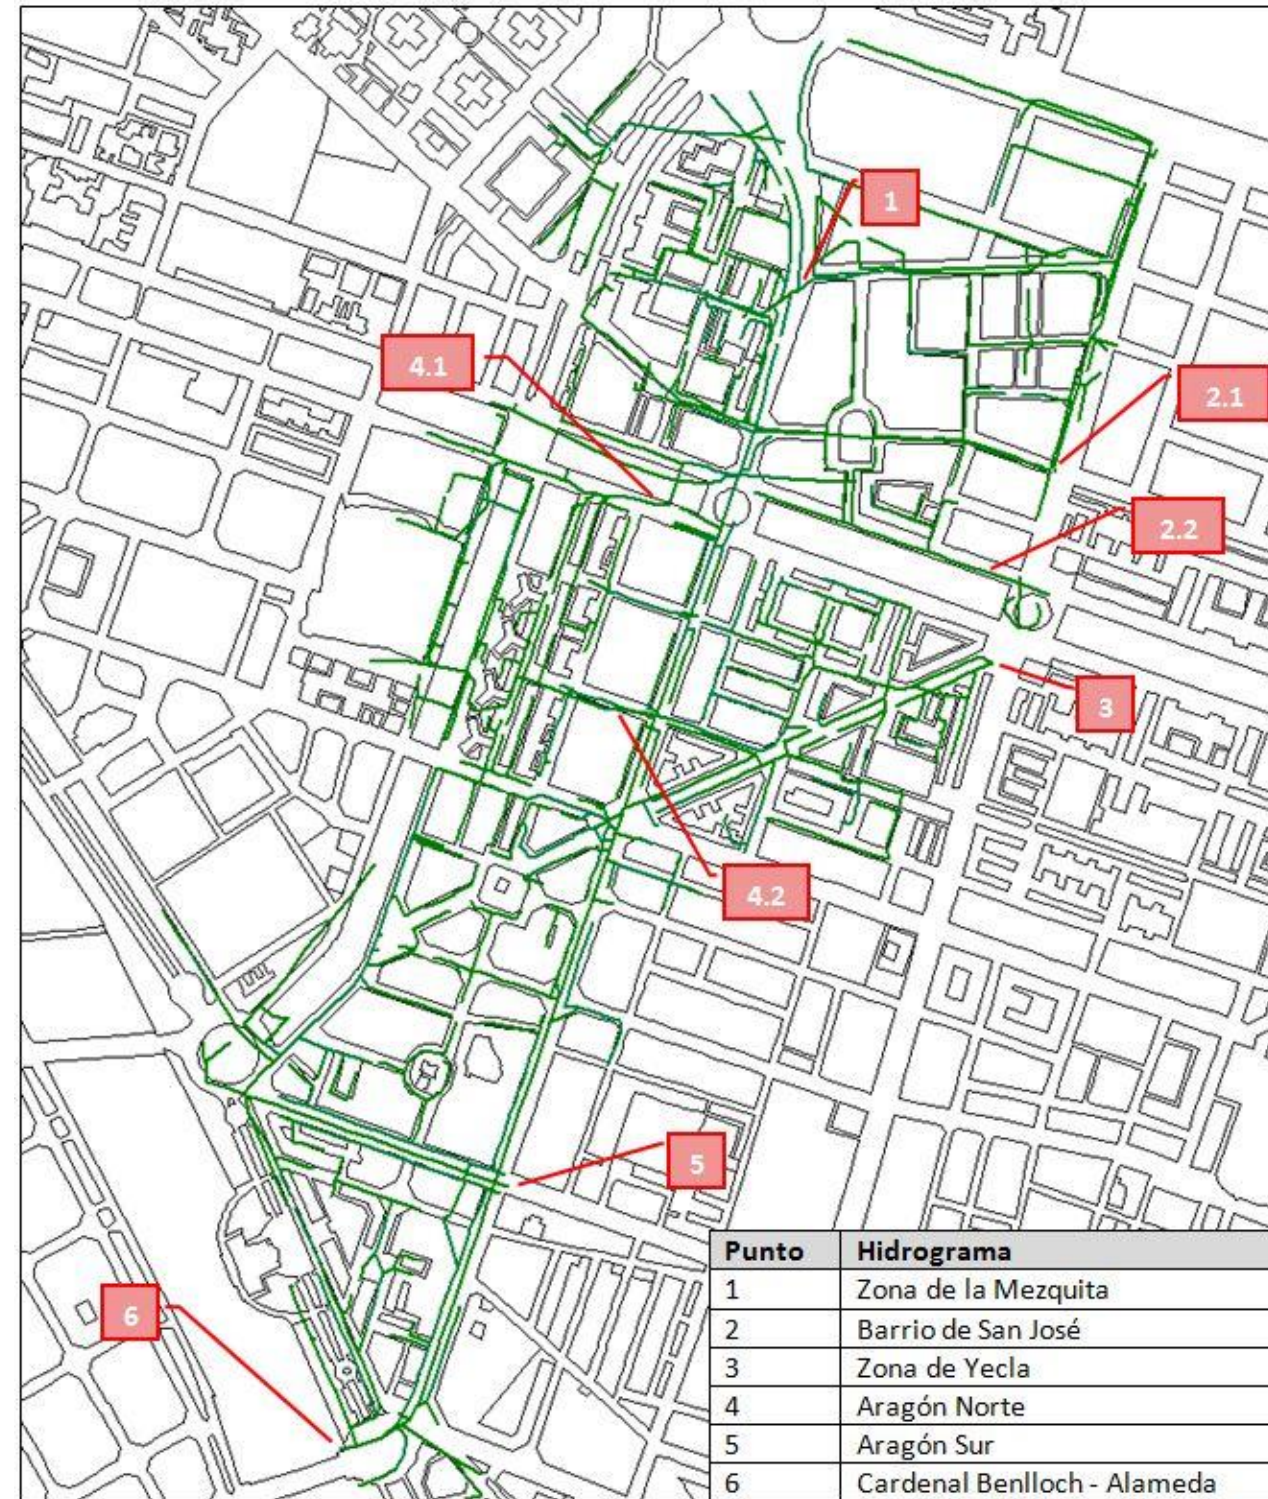 1
4.1
2.1
2.2
3
4.2
5
6
Punto Hidrograma
1 Zona de la Mezquita
2 Barrio de San José
3 Zona de Yecla
4 Aragón Norte
5 Aragón Sur
6 Cardenal Benlloch - Alameda